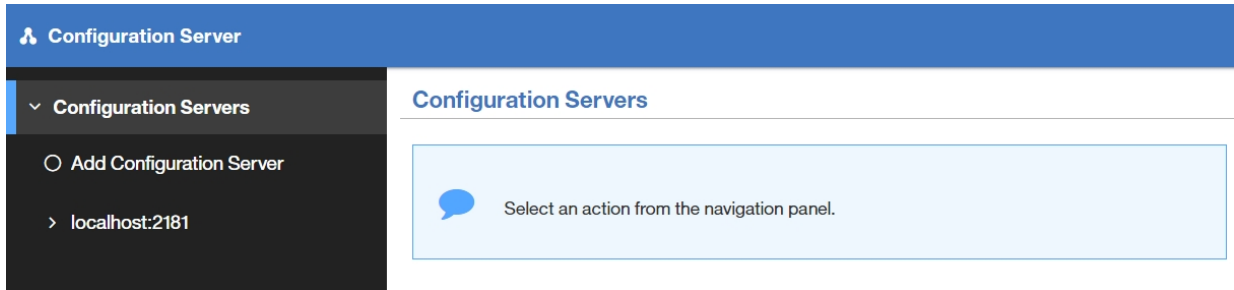 Configuration Server
Configuration Servers
Add Configuration Server
localhost:2181
Configuration Servers
Select an action from the navigation panel.